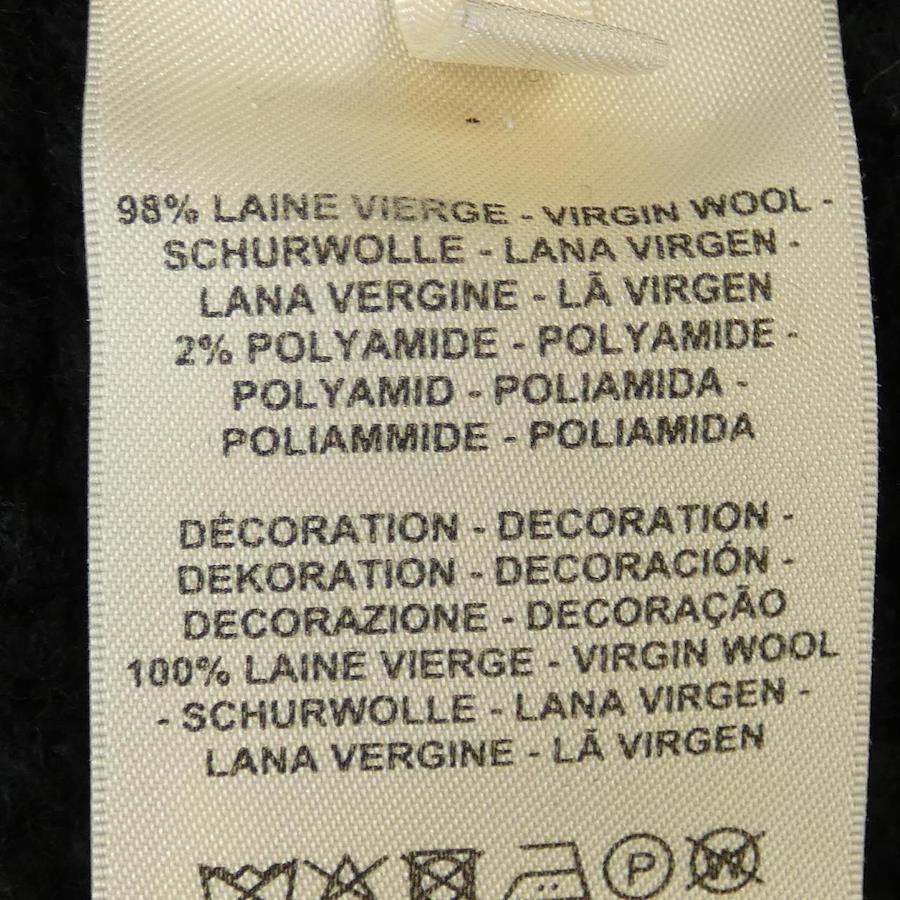 98% LAINE VIERGE - VIRGIN WOOL -
SCHURWOLLE - LANA VIRGEN -
LANA VERGINE - LÃ VIRGEN
2% POLYAMIDE - POLYAMIDE -
POLYAMID - POLIAMIDA -
POLIAMMIDE - POLIAMIDA
DÉCORATION - DECORATION -
DEKORATION - DECORACIÓN -
DECORAZIONE - DECORAÇÃO
100% LAINE VIERGE - VIRGIN WOOL
- SCHURWOLLE - LANA VIRGEN -
LANA VERGINE - LÃ VIRGEN
P W